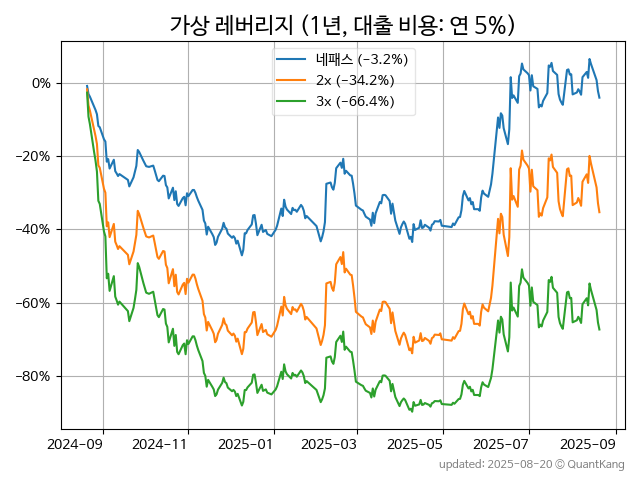 가상 레버리지 (1년, 대출 비용: 연 5%)
네패스 (−3.2%)
2x (−34.2%)
3x (−66.4%)
0%
−20%
−40%
−60%
−80%
2024−09 2024−11 2025−01 2025−03 2025−05 2025−07 2025−09
updated: 2025-08-20 © QuantKang